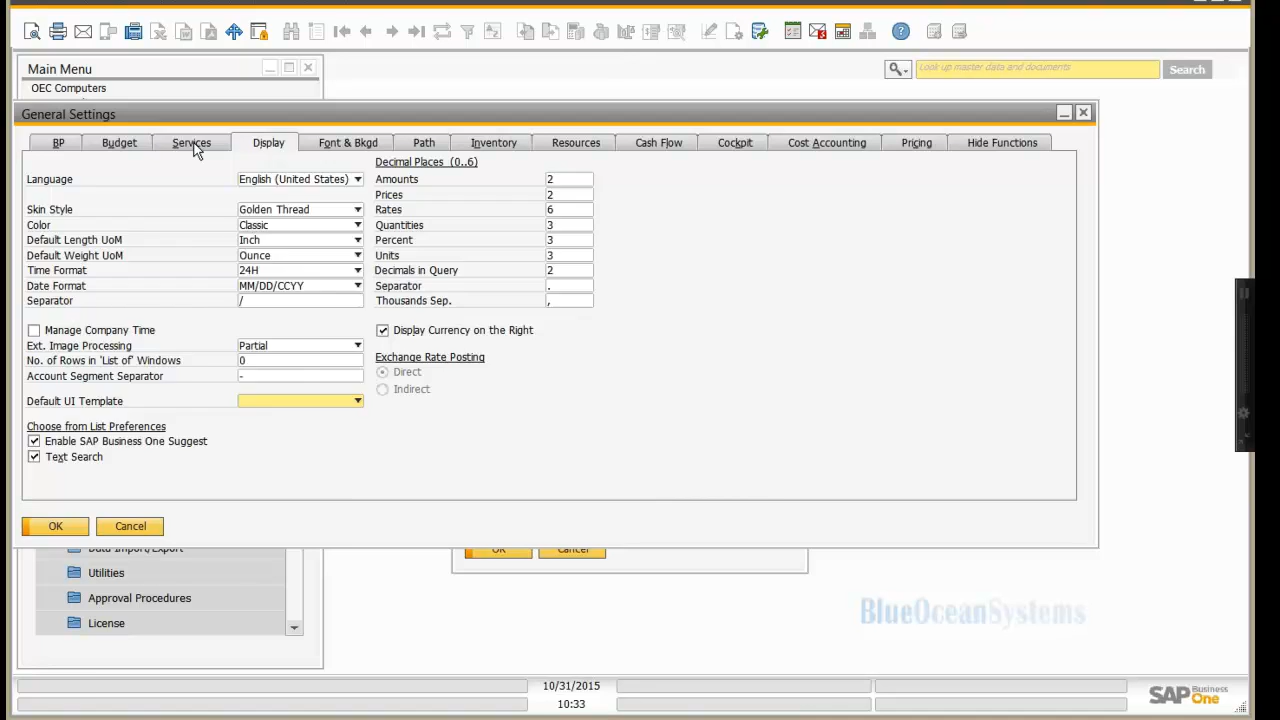 Main Menu
OEC Computers
Look up master data and documents
Search
General Settings
BP
Budget
Services
Display
Font & Bkgd
Path
Inventory
Resources
Cash Flow
Cockpit
Cost Accounting
Pricing
Hide Functions
Language English (United States)
Skin Style Golden Thread
Color Classic
Default Length UoM Inch
Default Weight UoM Ounce
Time Format 24H
Date Format MM/DD/CCYY
Separator /
Manage Company Time
Ext. Image Processing Partial
No. of Rows in 'List of' Windows 0
Account Segment Separator -
Default UI Template
Choose from List Preferences
Enable SAP Business One Suggest
Text Search
Decimal Places (0..6)
Amounts 2
Prices 2
Rates 6
Quantities 3
Percent 3
Units 3
Decimals in Query 2
Separator .
Thousands Sep. ,
Display Currency on the Right
Exchange Rate Posting
Direct
Indirect
OK
Cancel
OK
Cancel
Data Import/Export
Utilities
Approval Procedures
License
BlueOceanSystems
10/31/2015
10:33
SAP Business One